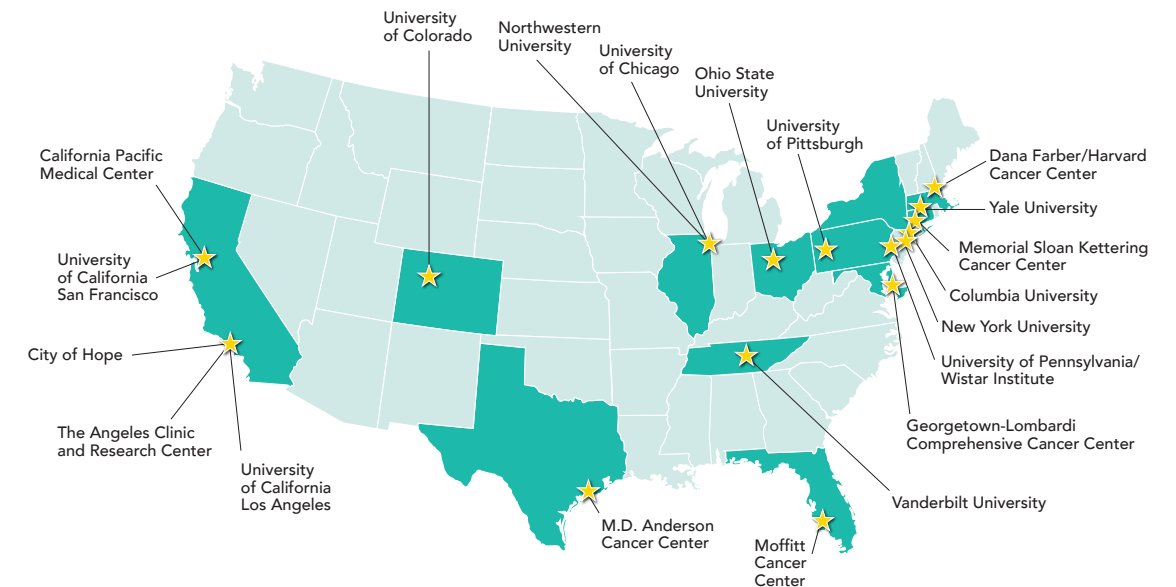 University
of Colorado
Northwestern
University
University
of Chicago
Ohio State
University
University
of Pittsburgh
California Pacific
Medical Center
University
of California
San Francisco
City of Hope
The Angeles Clinic
and Research Center
University
of California
Los Angeles
M.D. Anderson
Cancer Center
Moffitt
Cancer
Center
Dana Farber/Harvard
Cancer Center
Yale University
Memorial Sloan Kettering
Cancer Center
Columbia University
New York University
University of Pennsylvania/
Wistar Institute
Georgetown-Lombardi
Comprehensive Cancer Center
Vanderbilt University